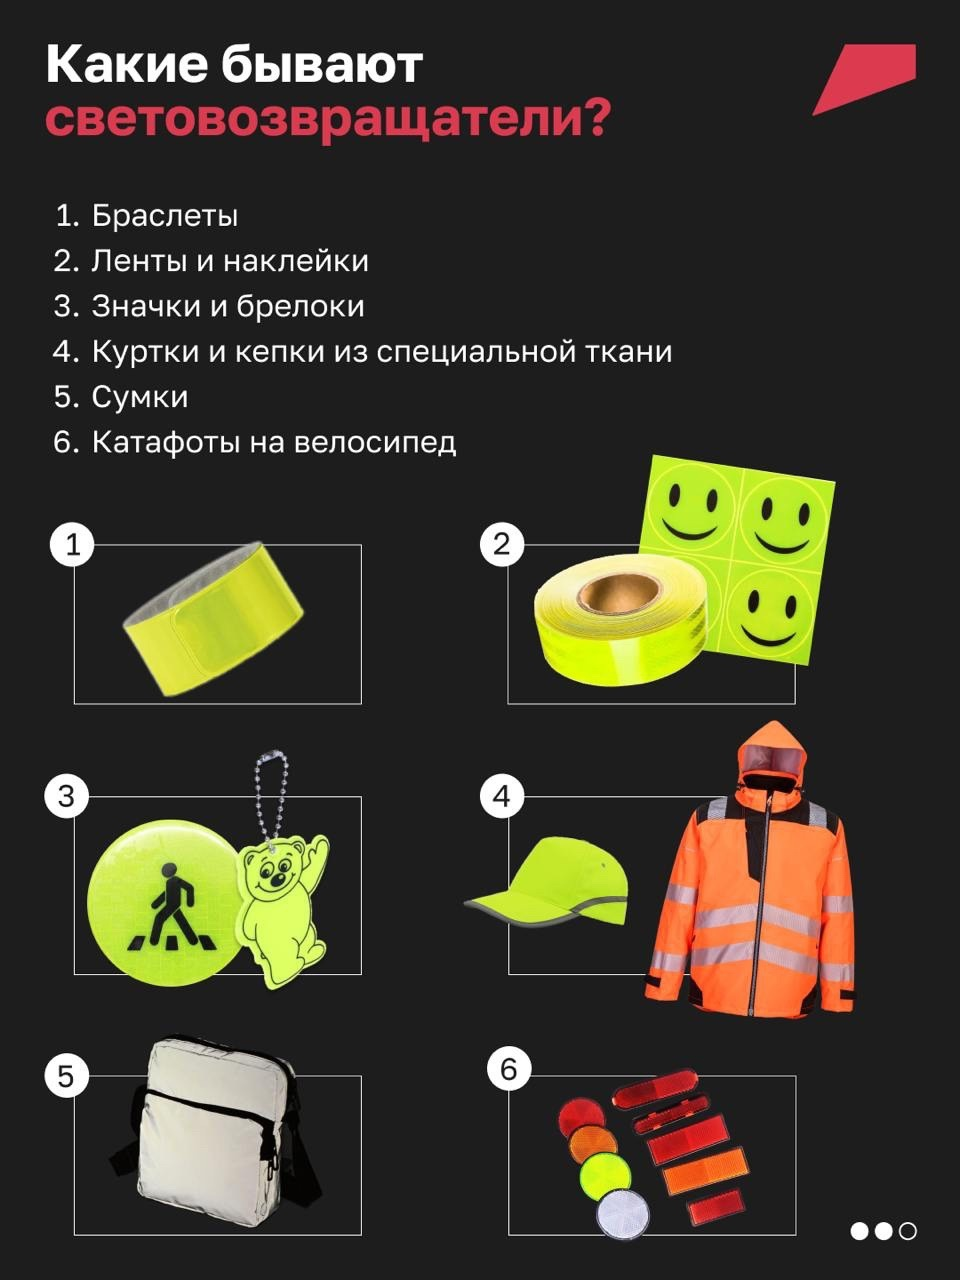 Какие бывают
световозвращатели?
1. Браслеты
2. Ленты и наклейки
3. Значки и брелоки
4. Куртки и кепки из специальной ткани
5. Сумки
6. Катафоты на велосипед
1
2
3
4
5
6